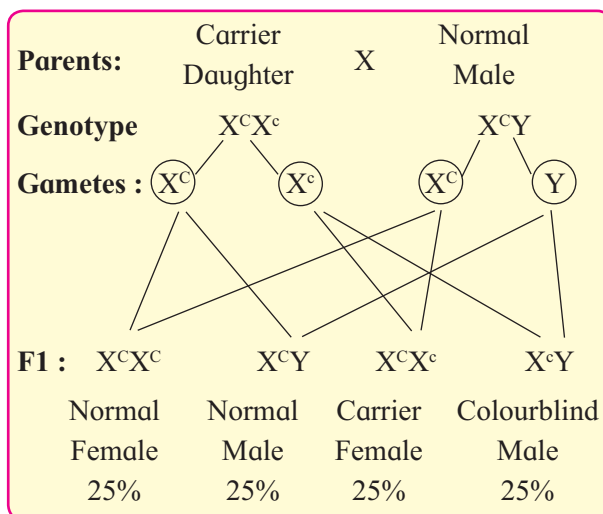 Carrier Normal
Parents: X
Daughter Male
Genotype XᶜXᶜ XᶜY
Gametes : Xᶜ Xᶜ Xᶜ Y
F1 : XᶜXᶜ XᶜY XᶜXᶜ XᶜY
Normal Normal Carrier Colourblind
Female Male Female Male
25% 25% 25% 25%